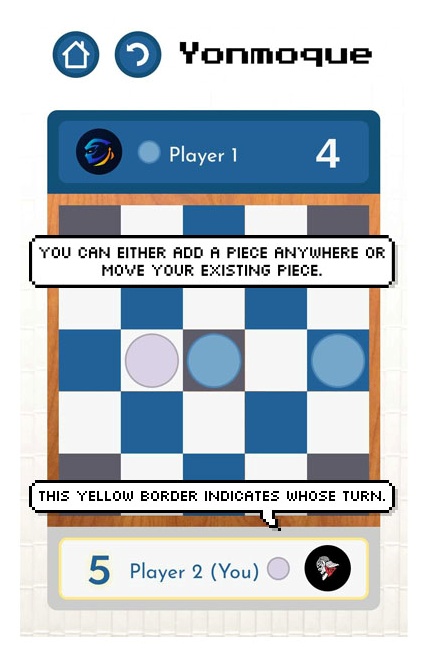 Yonmoque
Player 1 4
YOU CAN EITHER ADD A PIECE ANYWHERE OR
MOVE YOUR EXISTING PIECE.
THIS YELLOW BORDER INDICATES WHOSE TURN.
5 Player 2 (You)